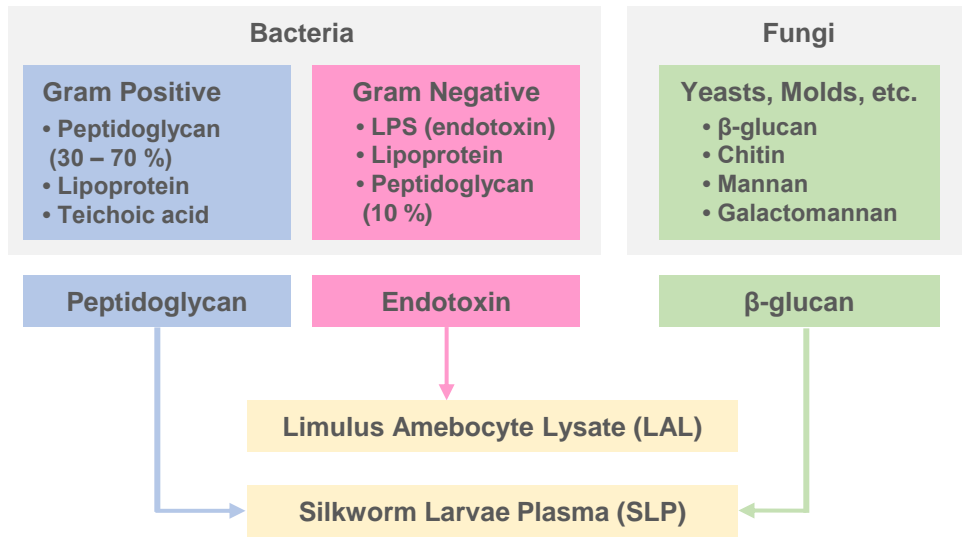 Bacteria
Gram Positive
• Peptidoglycan
(30 – 70 %)
• Lipoprotein
• Teichoic acid
Gram Negative
• LPS (endotoxin)
• Lipoprotein
• Peptidoglycan
(10 %)
Fungi
Yeasts, Molds, etc.
• β-glucan
• Chitin
• Mannan
• Galactomannan
Peptidoglycan
Endotoxin
β-glucan
Limulus Amebocyte Lysate (LAL)
Silkworm Larvae Plasma (SLP)